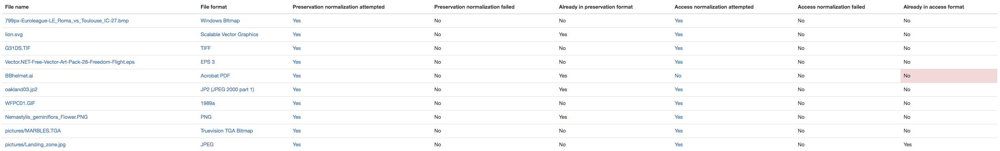 File name File format Preservation normalization attempted Preservation normalization failed Already in preservation format Access normalization attempted Access normalization failed Already in access format
799px-Euroleague-LE_Roma_vs_Toulouse_IC-27.bmp Windows BItmap Yes No No Yes No No
lion.svg Scalable Vector Graphics Yes No Yes Yes No No
G31DS.TIF TIFF Yes No No Yes No No
Vector.NET-Free-Vector-Art-Pack-28-Freedom-Flight.eps EPS 3 Yes No No Yes No No
BBhelmet.ai Acrobat PDF Yes No Yes No No No
oakland03.jp2 JP2 (JPEG 2000 part 1) Yes No Yes Yes No No
WFPC01.GIF 1989a Yes No No Yes No No
Nemastylis_geminiflora_Flower.PNG PNG Yes No Yes Yes No No
pictures/MARBLES.TGA Truevision TGA Bitmap Yes No No Yes No No
pictures/Landing_zone.jpg JPEG Yes No No Yes No Yes